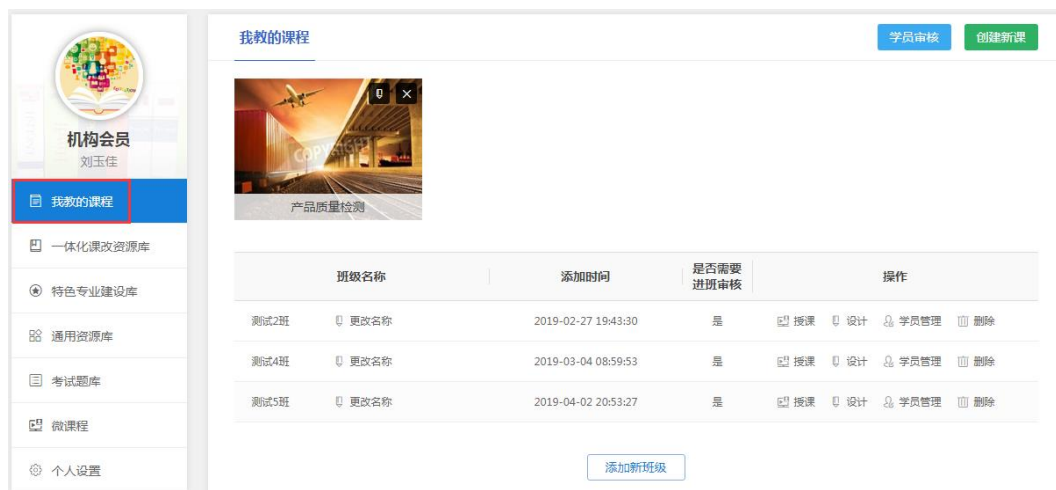 机构会员
刘玉佳
我教的课程
一体化课改资源库
特色专业建设库
通用资源库
考试题库
微课程
个人设置
我教的课程
学员审核 创建新课
COPYRIGHT
产品质量检测
班级名称 添加时间 是否需要 操作
进班审核
测试2班 更改名称 2019-02-27 19:43:30 是 授课 设计 学员管理 删除
测试4班 更改名称 2019-03-04 08:59:53 是 授课 设计 学员管理 删除
测试5班 更改名称 2019-04-02 20:53:27 是 授课 设计 学员管理 删除
添加新班级